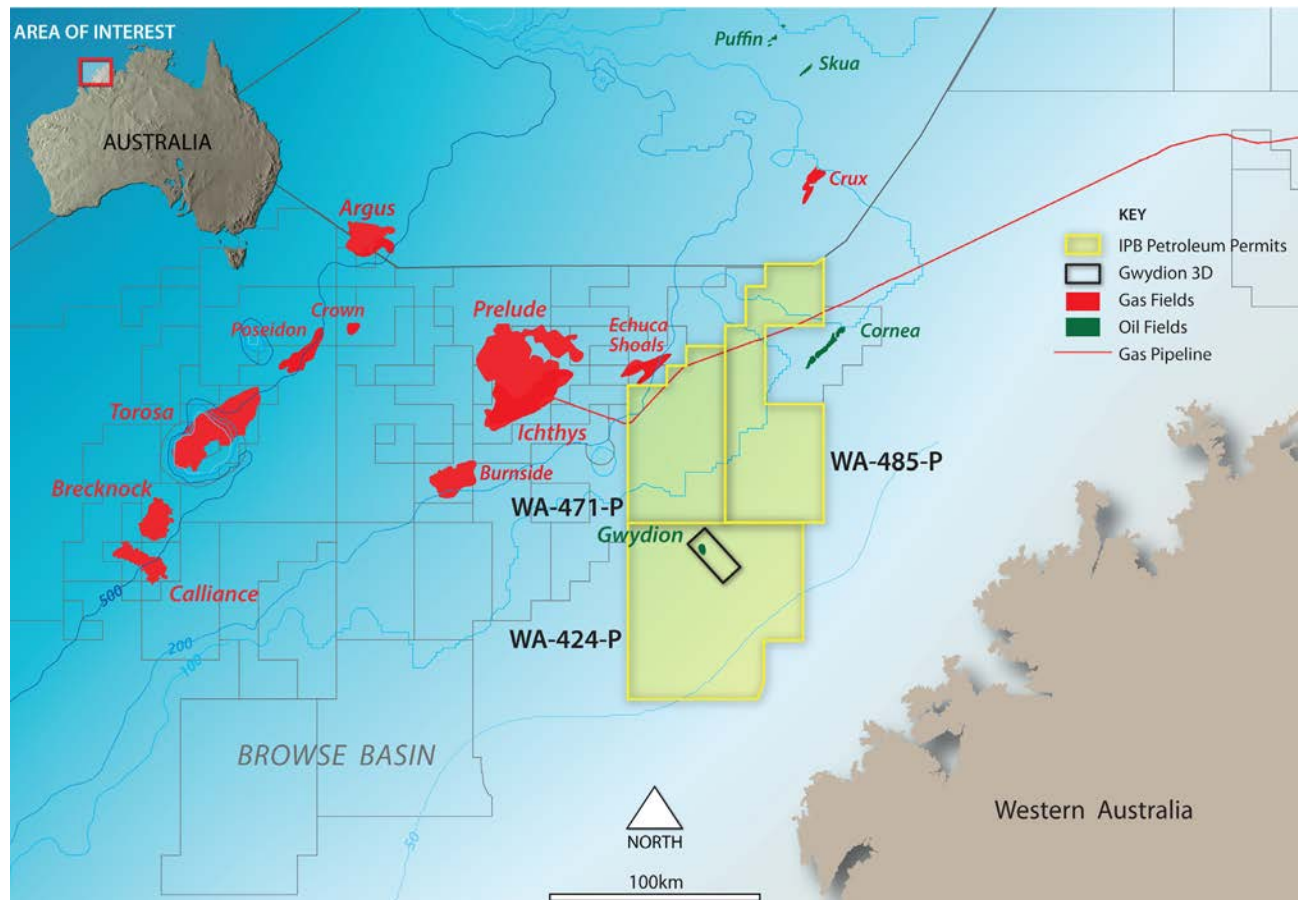 AREA OF INTEREST
AUSTRALIA
Puffin
Skua
Crux
Argus
KEY
IPB Petroleum Permits
Gwydion 3D
Gas Fields
Oil Fields
Gas Pipeline
Crown
Poseidon
Prelude
Echuca
Shoals
Cornea
Torosa
Ichthys
Burnside
WA-485-P
Brecknock
WA-471-P
Gwydion
Calliance
500
200
100
WA-424-P
BROWSE BASIN
50
NORTH
100km
Western Australia